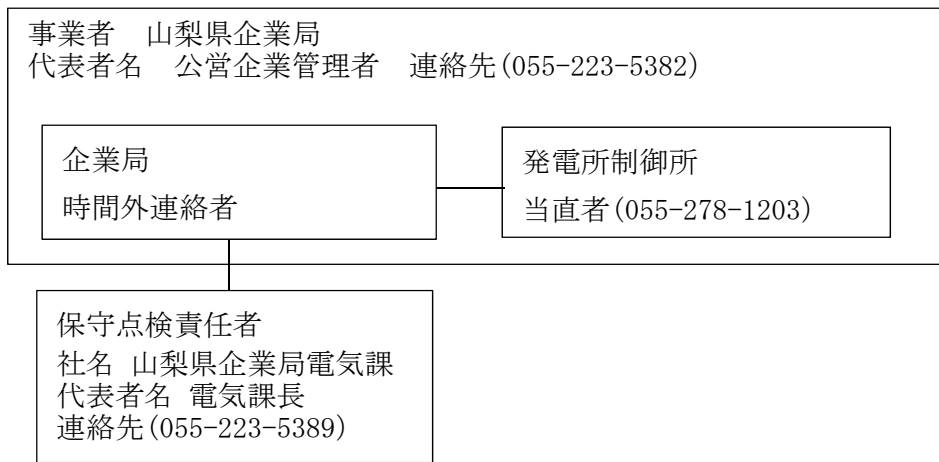 事業者　山梨県企業局
代表者名　公営企業管理者　連絡先(055-223-5382)
企業局
時間外連絡者
発電所制御所
当直者(055-278-1203)
保守点検責任者
社名 山梨県企業局電気課
代表者名 電気課長
連絡先(055-223-5389)